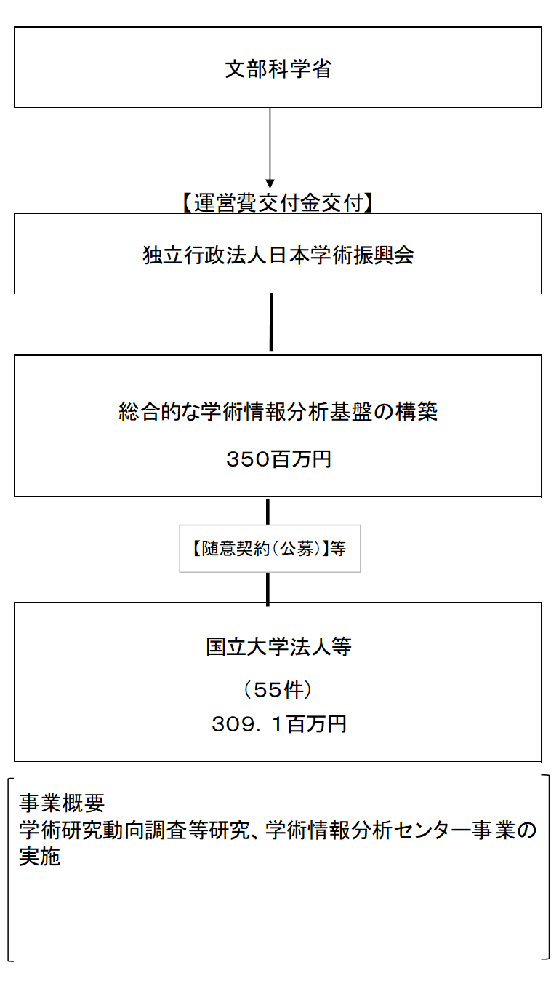 文部科学省
【運営費交付金交付】
独立行政法人日本学術振興会
総合的な学術情報分析基盤の構築
３５０百万円
【随意契約（公募）】等
国立大学法人等
（５５件）
３０９．１百万円
事業概要
学術研究動向調査等研究、学術情報分析センター事業の
実施